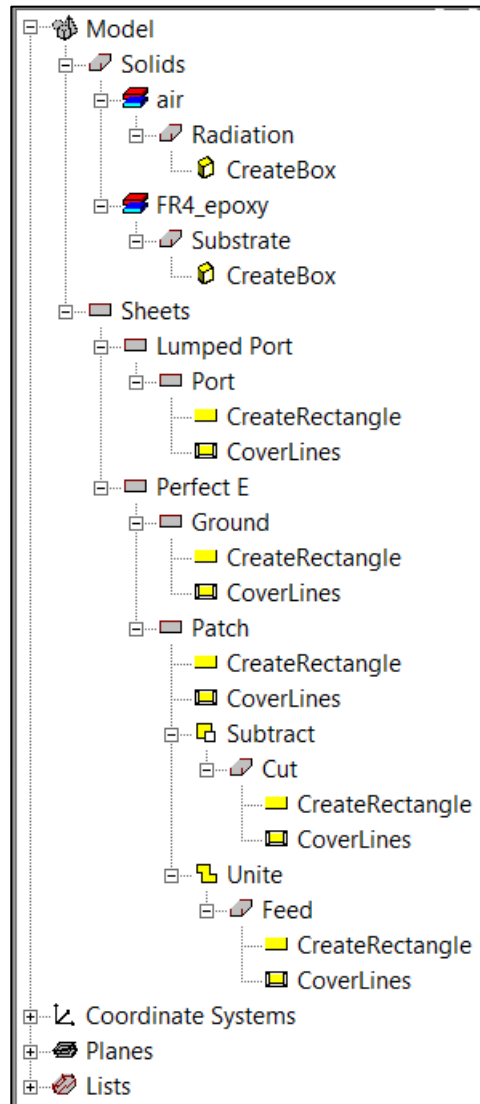 Model
Solids
air
Radiation
CreateBox
FR4_epoxy
Substrate
CreateBox
Sheets
Lumped Port
Port
CreateRectangle
CoverLines
Perfect E
Ground
CreateRectangle
CoverLines
Patch
CreateRectangle
CoverLines
Subtract
Cut
CreateRectangle
CoverLines
Unite
Feed
CreateRectangle
CoverLines
Coordinate Systems
Planes
Lists